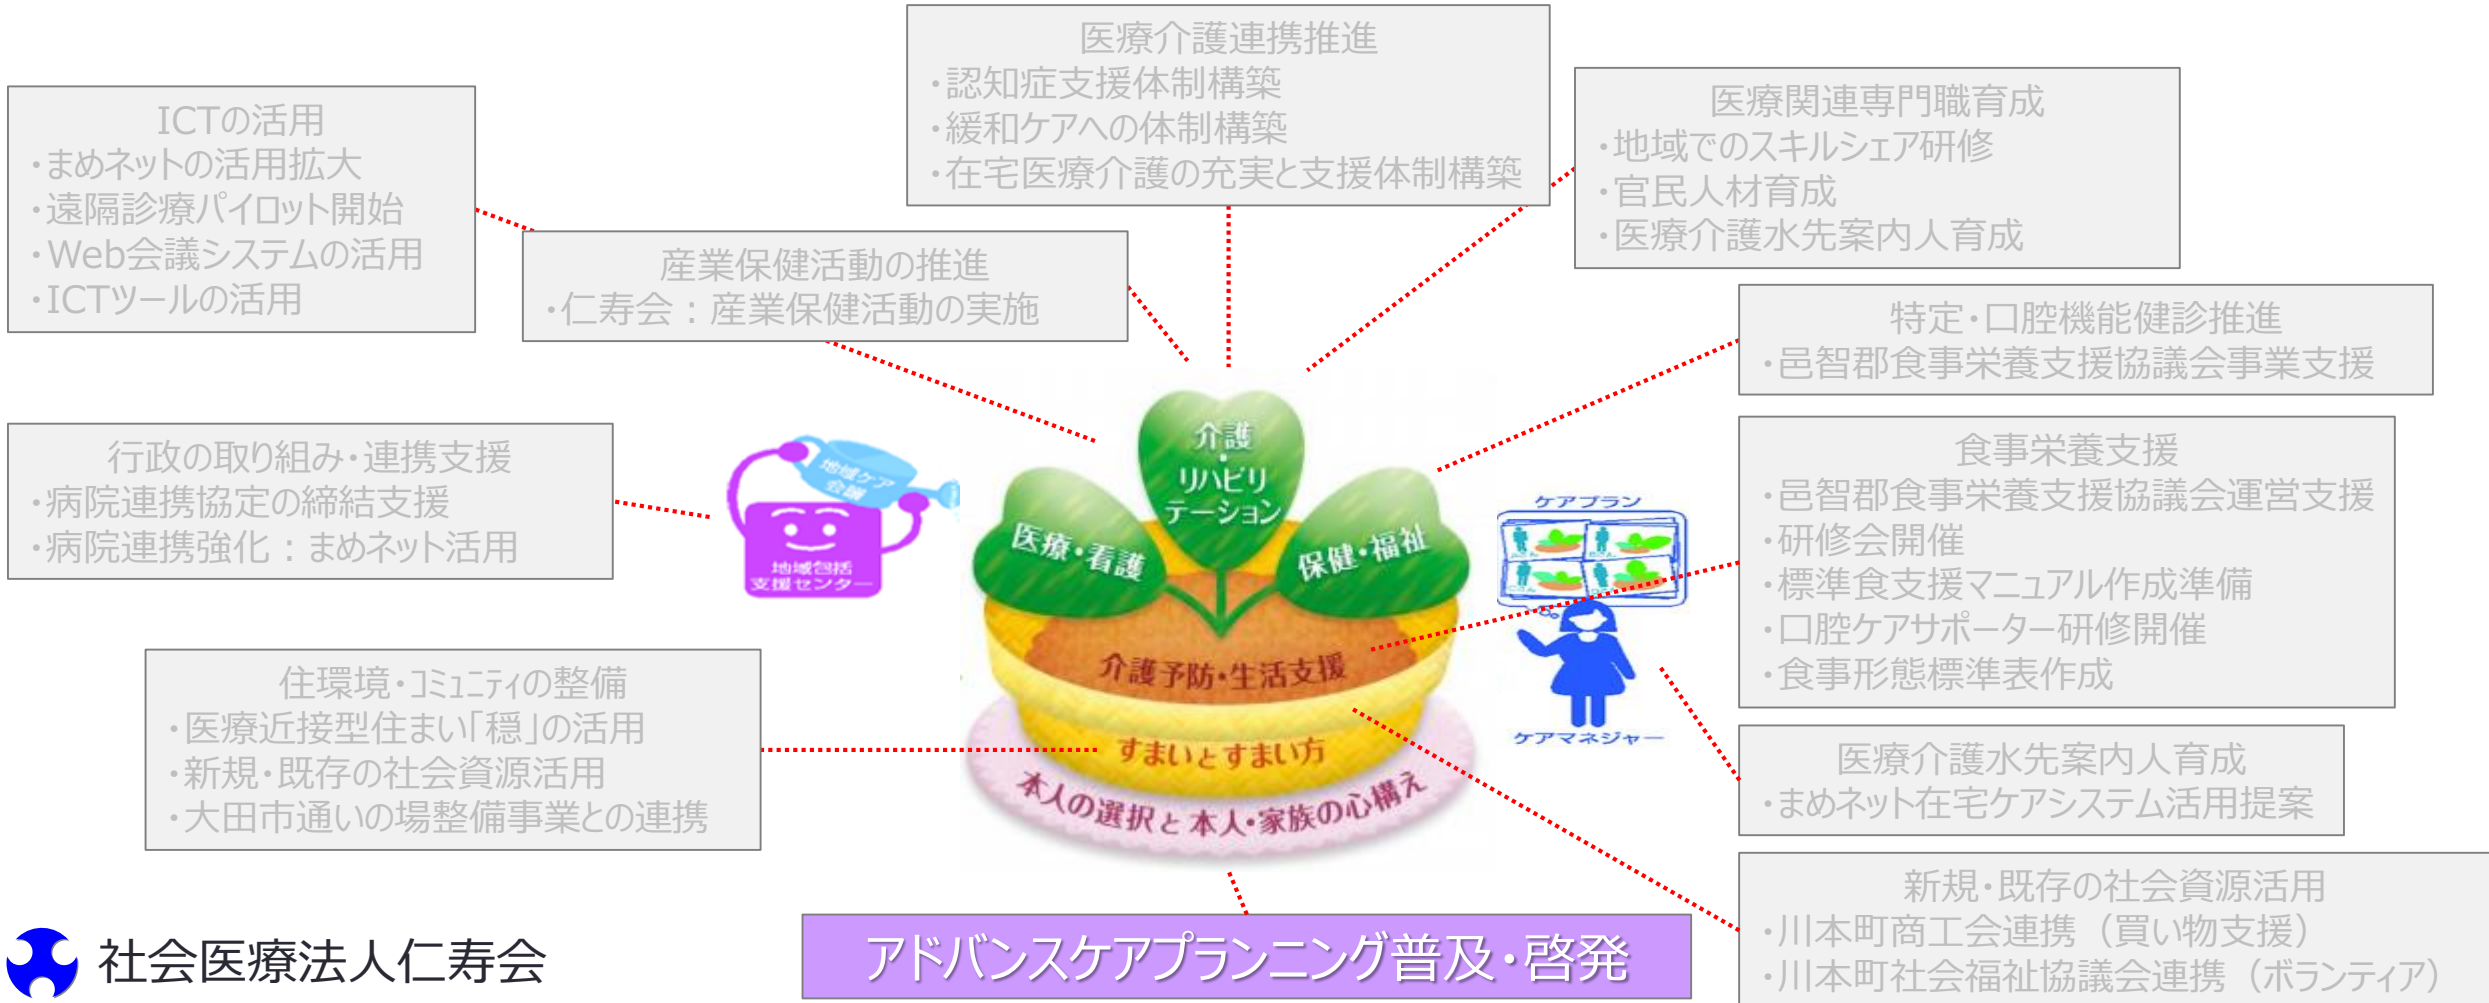 医療介護連携推進
・認知症支援体制構築
・緩和ケアへの体制構築
・在宅医療介護の充実と支援体制構築
ICTの活用
・まめネットの活用拡大
・遠隔診療パイロット開始
・Web会議システムの活用
・ICTツールの活用
医療関連専門職育成
・地域でのスキルシェア研修
・官民人材育成
・医療介護水先案内人育成
産業保健活動の推進
・仁寿会：産業保健活動の実施
特定・口腔機能健診推進
・邑智郡食事栄養支援協議会事業支援
行政の取り組み・連携支援
・病院連携協定の締結支援
・病院連携強化：まめネット活用
地域ケア
会議
地域包括
支援センター
介護
・
リハビリ
テーション
医療・看護
保健・福祉
介護予防・生活支援
すまいとすまい方
本人の選択と本人・家族の心構え
ケアプラン
ケアマネジャー
食事栄養支援
・邑智郡食事栄養支援協議会運営支援
・研修会開催
・標準食支援マニュアル作成準備
・口腔ケアサポーター研修開催
・食事形態標準表作成
住環境・コミュニティの整備
・医療近接型住まい「穏」の活用
・新規・既存の社会資源活用
・大田市通いの場整備事業との連携
医療介護水先案内人育成
・まめネット在宅ケアシステム活用提案
新規・既存の社会資源活用
・川本町商工会連携（買い物支援）
・川本町社会福祉協議会連携（ボランティア）
アドバンスケアプランニング普及・啓発
社会医療法人仁寿会